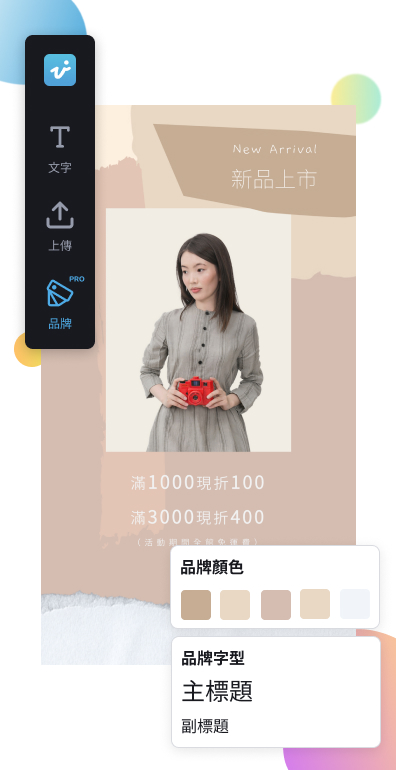 文字
上傳
PRO
品牌
New Arrival
新品上市
滿1000現折100
滿3000現折400
(活動期間全館免運費)
品牌顏色
品牌字型
主標題
副標題